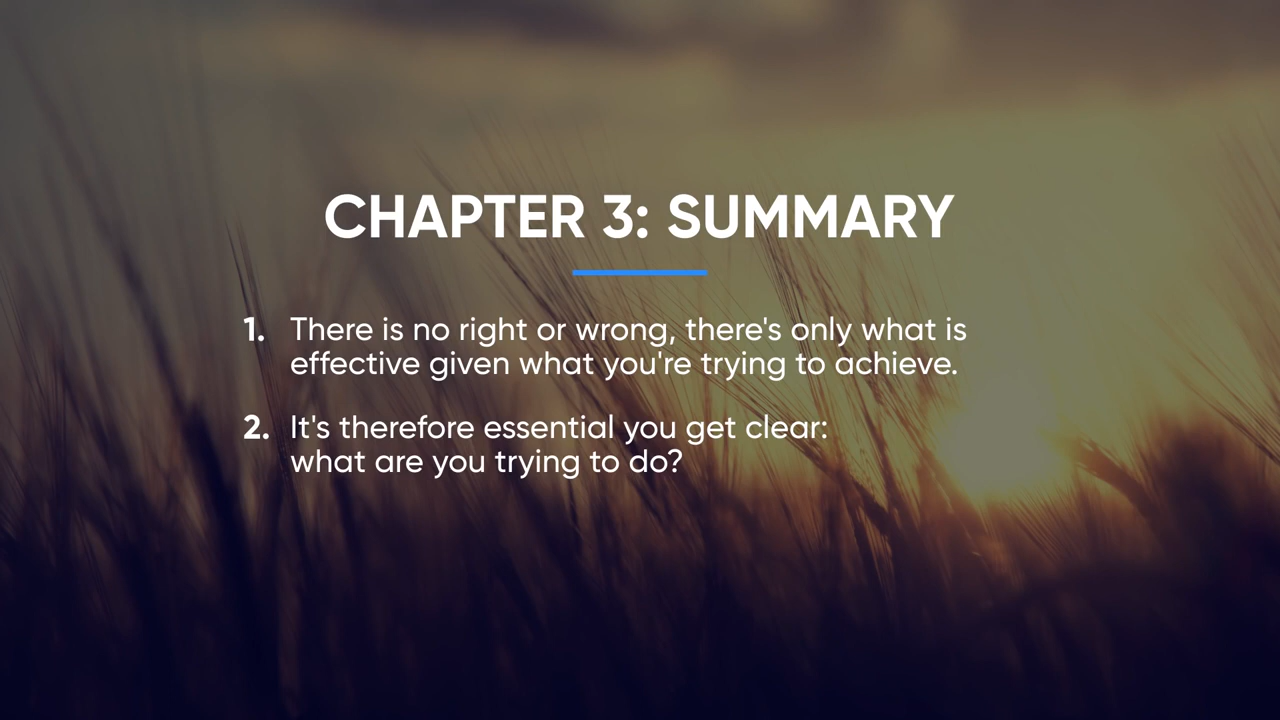 CHAPTER 3: SUMMARY
1. There is no right or wrong, there's only what is
effective given what you're trying to achieve.
2. It's therefore essential you get clear:
what are you trying to do?